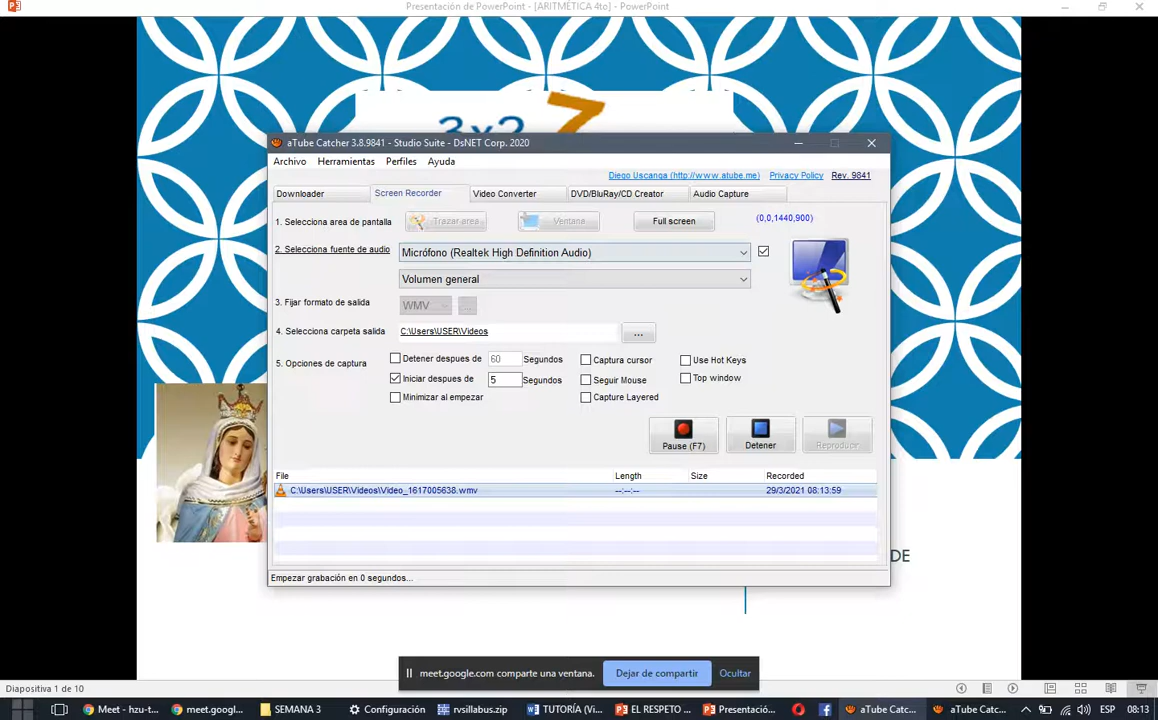 Presentación de PowerPoint - [ARITMÉTICA 4to] - PowerPoint
3x2
7
aTube Catcher 3.8.9841 - Studio Suite - DsNET Corp. 2020
Archivo Herramientas Perfiles Ayuda
Diego Uscanga (http://www.atube.me) Privacy Policy Rev. 9841
Downloader Screen Recorder Video Converter DVD/BluRay/CD Creator Audio Capture
1. Selecciona area de pantalla Trazar area Ventana Full screen (0,0,1440,900)
2. Selecciona fuente de audio Micrófono (Realtek High Definition Audio)
Volumen general
3. Fijar formato de salida WMV ...
4. Selecciona carpeta salida C:\Users\USER\Videos ...
5. Opciones de captura Detener despues de 60 Segundos Captura cursor Use Hot Keys
Iniciar despues de 5 Segundos Seguir Mouse Top window
Minimizar al empezar Capture Layered
Pause (F7) Detener Reproducir
File Length Size Recorded
C:\Users\USER\Videos\Video_1617005638.wmv --:--:-- 29/3/2021 08:13:59
DE
Empezar grabación en 0 segundos...
meet.google.com comparte una ventana. Dejar de compartir Ocultar
Diapositiva 1 de 10
Meet - hzu-t... meet.googl... SEMANA 3 Configuración rvsillabus.zip TUTORÍA (Vi... EL RESPETO ... Presentació... aTube Catc... aTube Catc... ESP 08:13